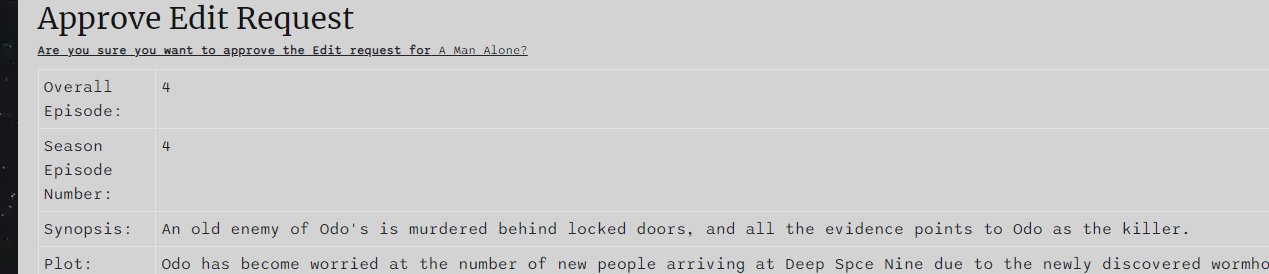 Approve Edit Request
Are you sure you want to approve the Edit request for A Man Alone?
Overall Episode: 4
Season Episode Number: 4
Synopsis: An old enemy of Odo's is murdered behind locked doors, and all the evidence points to Odo as the killer.
Plot: Odo has become worried at the number of new people arriving at Deep Spce Nine due to the newly discovered wormho